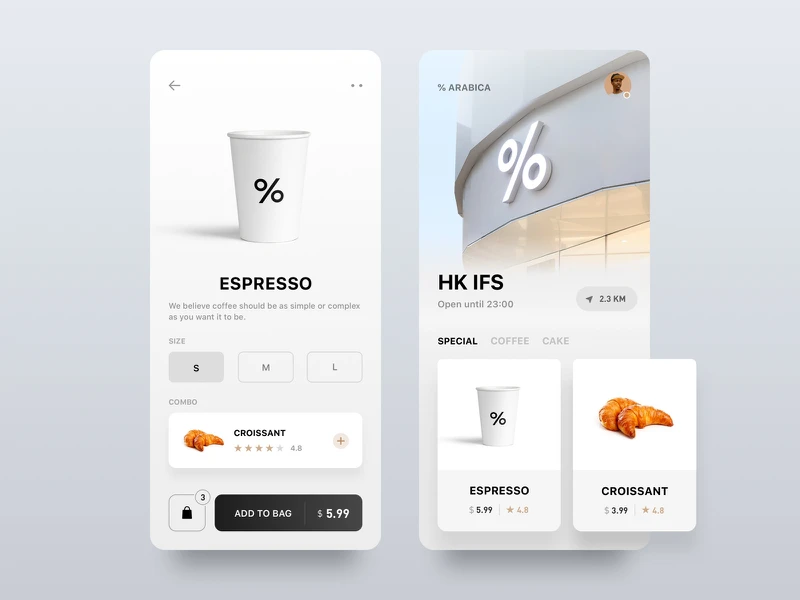 %
ESPRESSO
We believe coffee should be as simple or complex
as you want it to be.
SIZE
S
M
L
COMBO
CROISSANT
4.8
3
ADD TO BAG
$ 5.99
% ARABICA
%
HK IFS
Open until 23:00
2.3 KM
SPECIAL COFFEE CAKE
%
ESPRESSO
$ 5.99 ★ 4.8
CROISSANT
$ 3.99 ★ 4.8